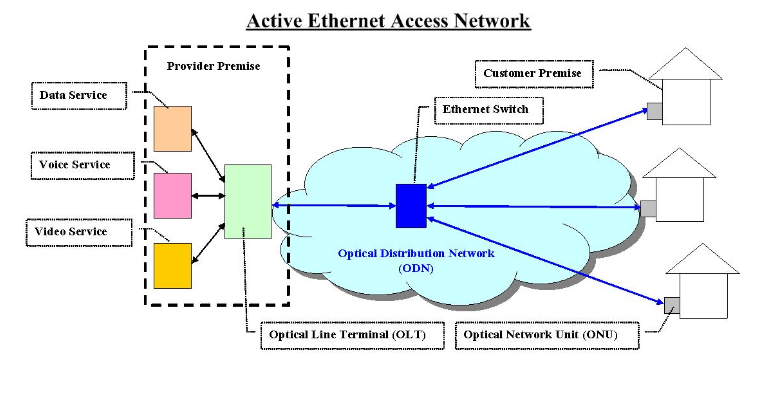 Active Ethernet Access Network
Provider Premise
Customer Premise
Data Service
Ethernet Switch
Voice Service
Video Service
Optical Distribution Network
(ODN)
Optical Line Terminal (OLT)
Optical Network Unit (ONU)